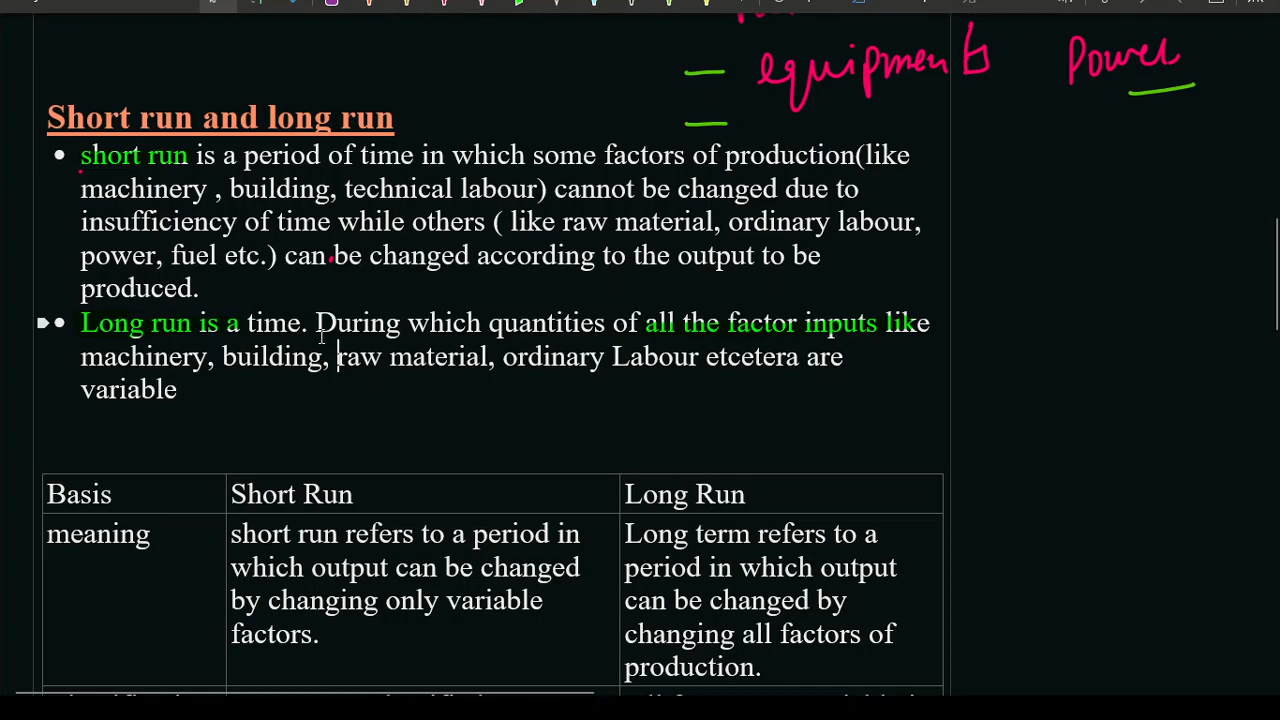 equipments Power
Short run and long run
• short run is a period of time in which some factors of production(like
machinery , building, technical labour) cannot be changed due to
insufficiency of time while others ( like raw material, ordinary labour,
power, fuel etc.) can be changed according to the output to be
produced.
• Long run is a time. During which quantities of all the factor inputs like
machinery, building, raw material, ordinary Labour etcetera are
variable
Basis Short Run Long Run
meaning short run refers to a period in Long term refers to a
which output can be changed period in which output
by changing only variable can be changed by
factors. changing all factors of
production.